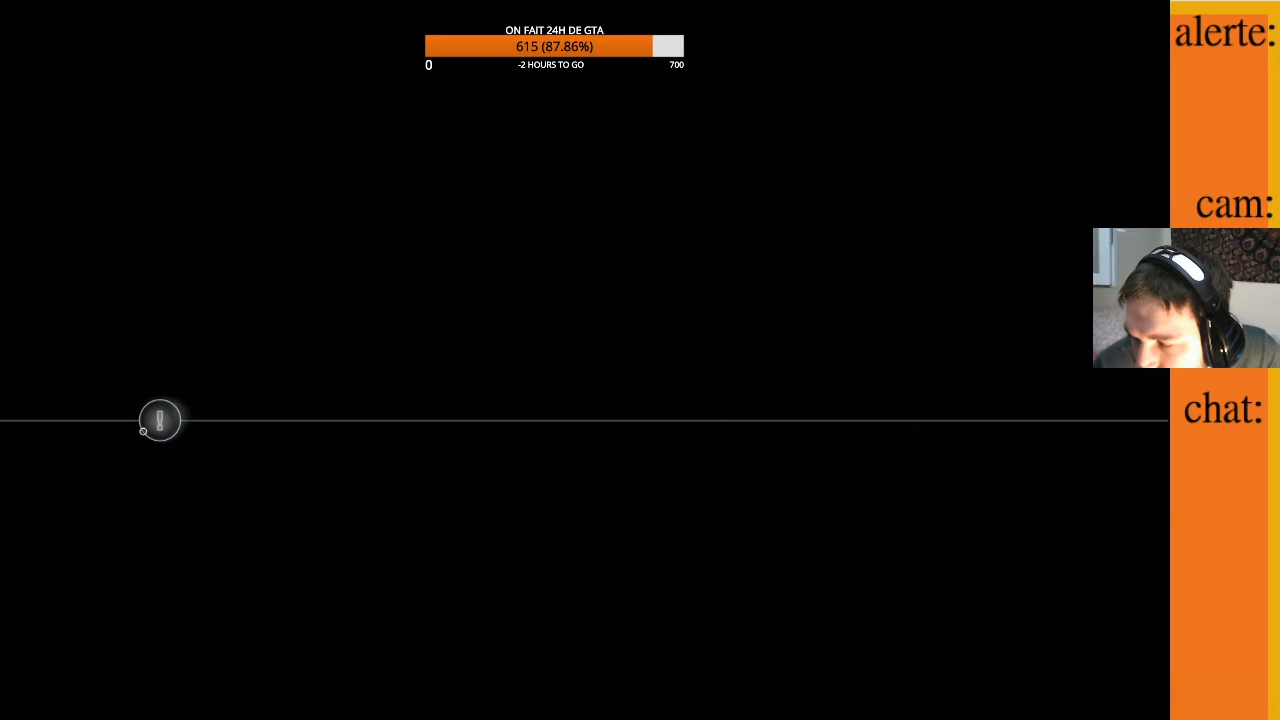 ON FAIT 24H DE GTA
615 (87.86%)
0
-2 HOURS TO GO
700
alerte:
cam:
chat:
!